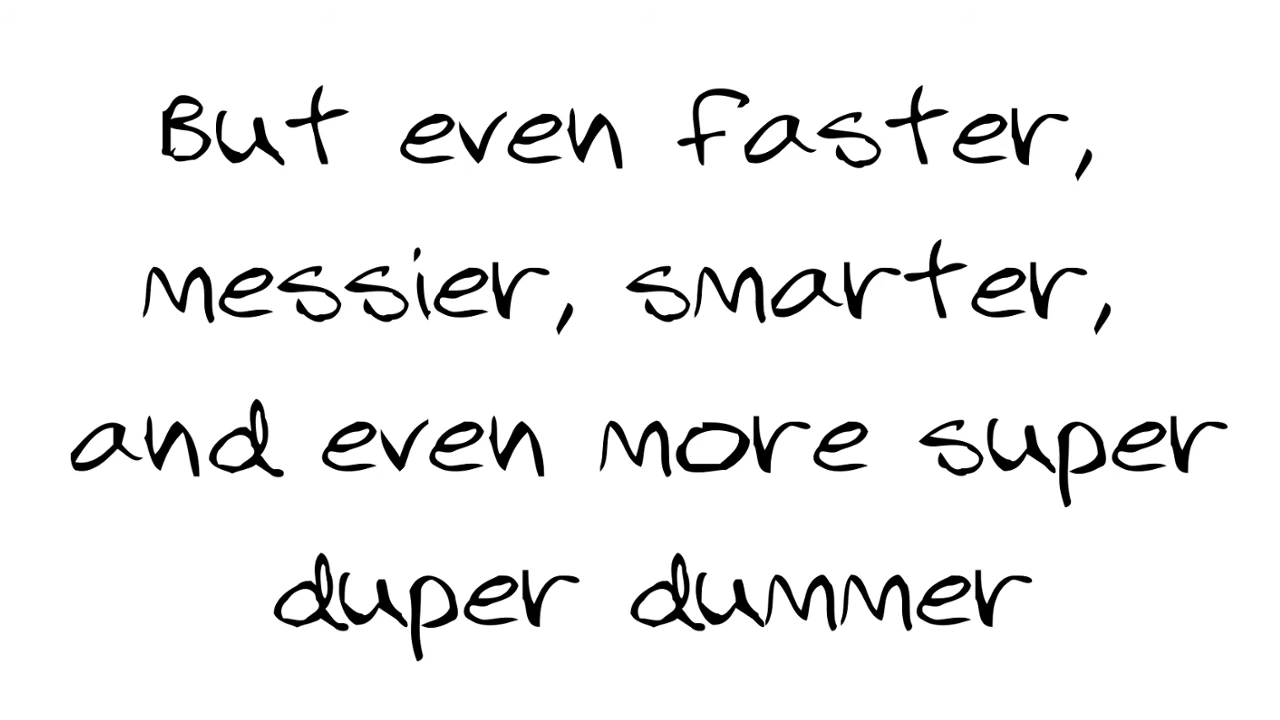 But even faster,
messier, smarter,
and even more super
duper dummer